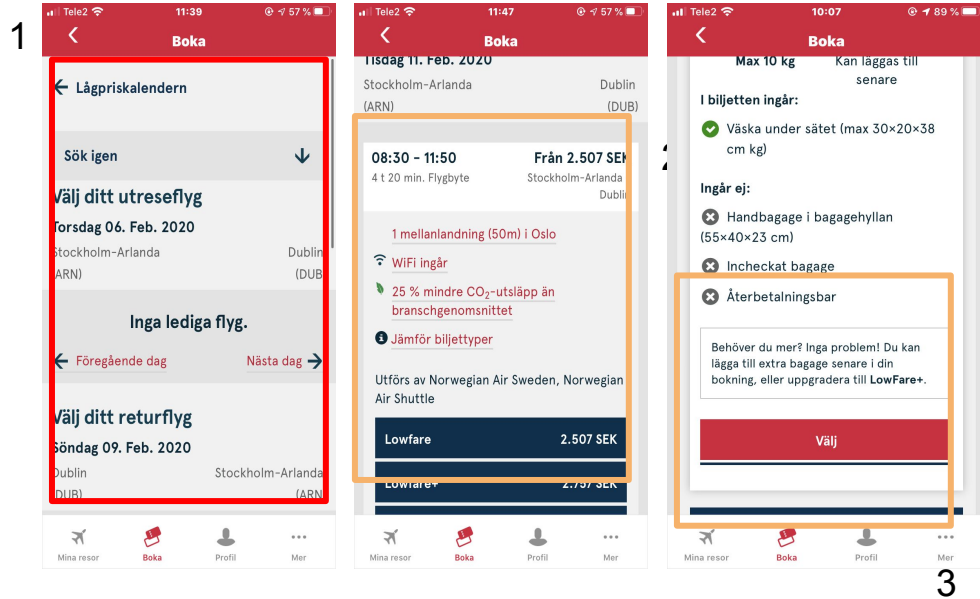 1
Tele2 11:39 57 %
Boka
Lågpriskalendern
Sök igen
Välj ditt utreseflyg
Torsdag 06. Feb. 2020
Stockholm-Arlanda Dublin
(ARN) (DUB
Inga lediga flyg.
Föregående dag Nästa dag
Välj ditt returflyg
Söndag 09. Feb. 2020
Dublin Stockholm-Arlanda
(DUB) (ARN
Mina resor Boka Profil Mer
Tele2 11:47 57 %
Boka
Tisdag 11. Feb. 2020
Stockholm-Arlanda Dublin
(ARN) (DUB)
08:30 - 11:50 Från 2.507 SEK
4 t 20 min. Flygbyte Stockholm-Arlanda
Dublin
1 mellanlandning (50m) i Oslo
WiFi ingår
25 % mindre CO₂-utsläpp än
branschgenomsnittet
Jämför biljettyper
Utförs av Norwegian Air Sweden, Norwegian
Air Shuttle
Lowfare 2.507 SEK
Lowfare+ 2.757 SEK
Mina resor Boka Profil Mer
2
Tele2 10:07 89 %
Boka
Max 10 kg Kan läggas till
senare
I biljetten ingår:
Väska under sätet (max 30×20×38
cm kg)
Ingår ej:
Handbagage i bagagehyllan
(55×40×23 cm)
Incheckat bagage
Återbetalningsbar
Behöver du mer? Inga problem! Du kan
lägga till extra bagage senare i din
bokning, eller uppgradera till LowFare+.
Välj
Mina resor Boka Profil Mer
3